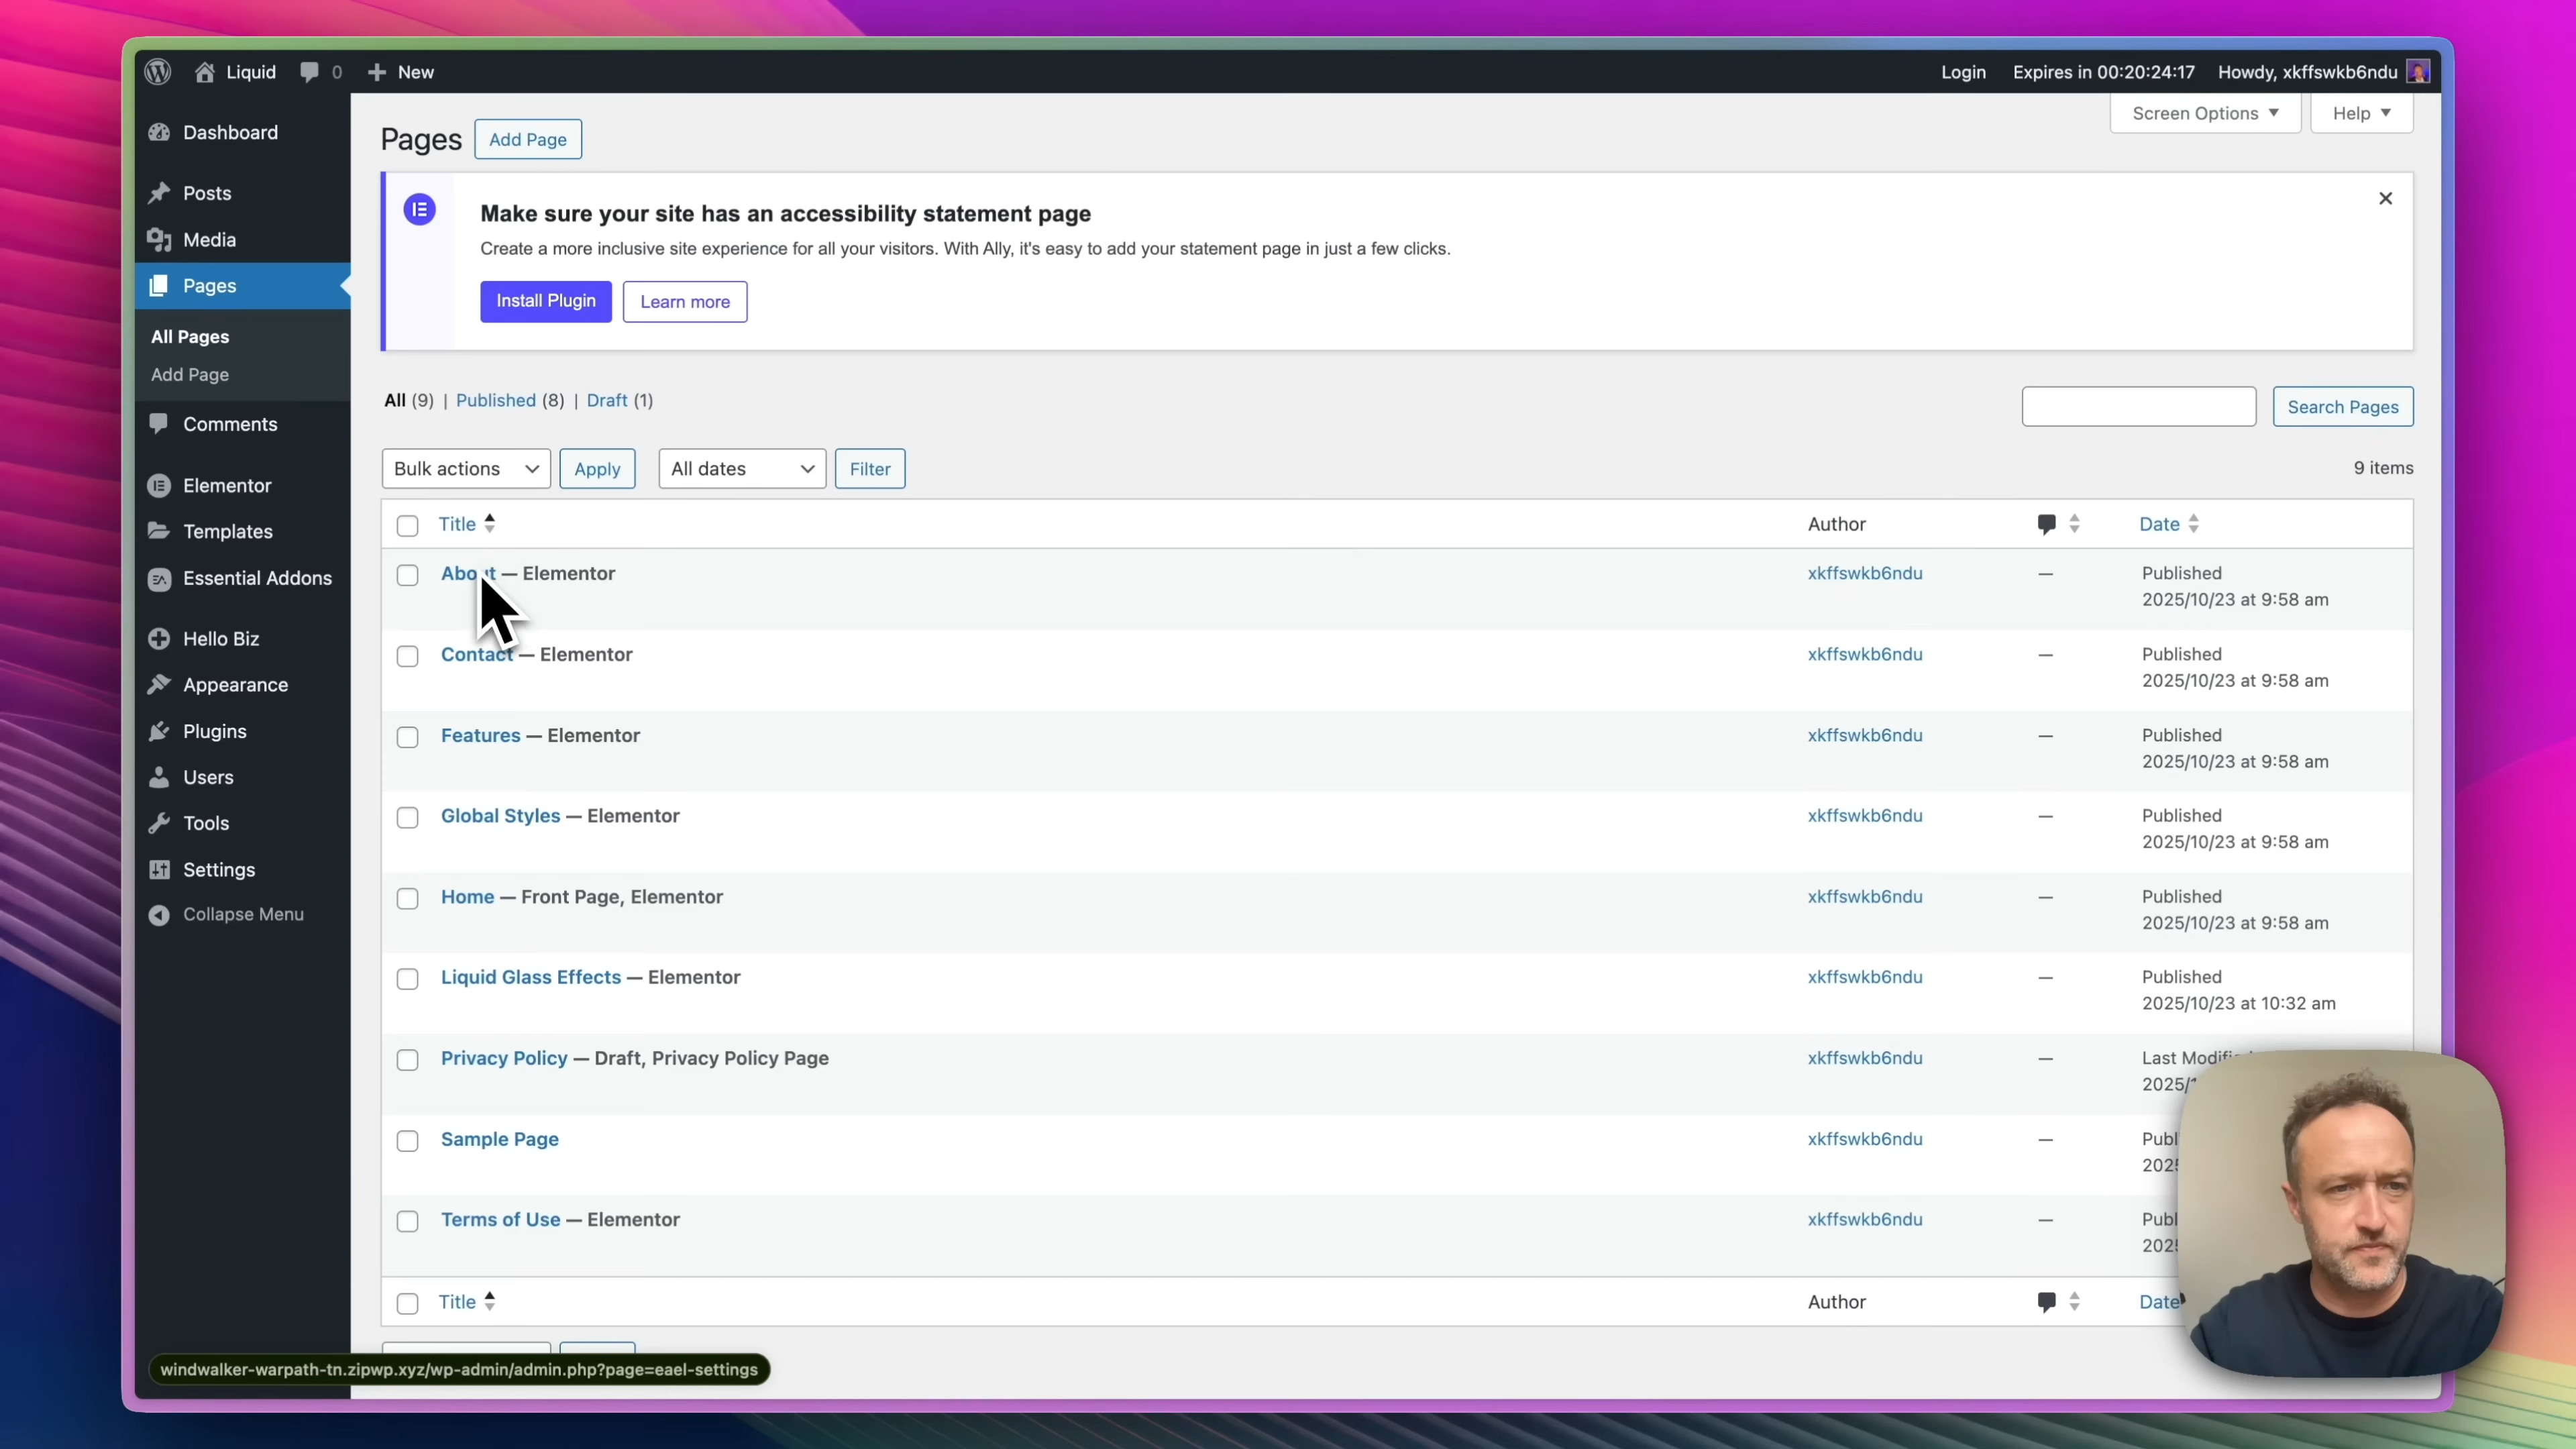 Liquid 0 New Login Expires in 00:20:24:17 Howdy, xkffswkb6ndu
Screen Options Help
Dashboard
Posts
Media
Pages
All Pages
Add Page
Comments
Elementor
Templates
Essential Addons
Hello Biz
Appearance
Plugins
Users
Tools
Settings
Collapse Menu
Pages Add Page
Make sure your site has an accessibility statement page
Create a more inclusive site experience for all your visitors. With Ally, it's easy to add your statement page in just a few clicks.
Install Plugin Learn more
All (9) | Published (8) | Draft (1)
Search Pages
Bulk actions Apply All dates Filter 9 items
Title Author Date
About — Elementor xkffswkb6ndu — Published
2025/10/23 at 9:58 am
Contact — Elementor xkffswkb6ndu — Published
2025/10/23 at 9:58 am
Features — Elementor xkffswkb6ndu — Published
2025/10/23 at 9:58 am
Global Styles — Elementor xkffswkb6ndu — Published
2025/10/23 at 9:58 am
Home — Front Page, Elementor xkffswkb6ndu — Published
2025/10/23 at 9:58 am
Liquid Glass Effects — Elementor xkffswkb6ndu — Published
2025/10/23 at 10:32 am
Privacy Policy — Draft, Privacy Policy Page xkffswkb6ndu — Last
Sample Page xkffswkb6ndu —
Terms of Use — Elementor xkffswkb6ndu —
Title Author Date
windwalker-warpath-tn.zipwp.xyz/wp-admin/admin.php?page=eael-settings